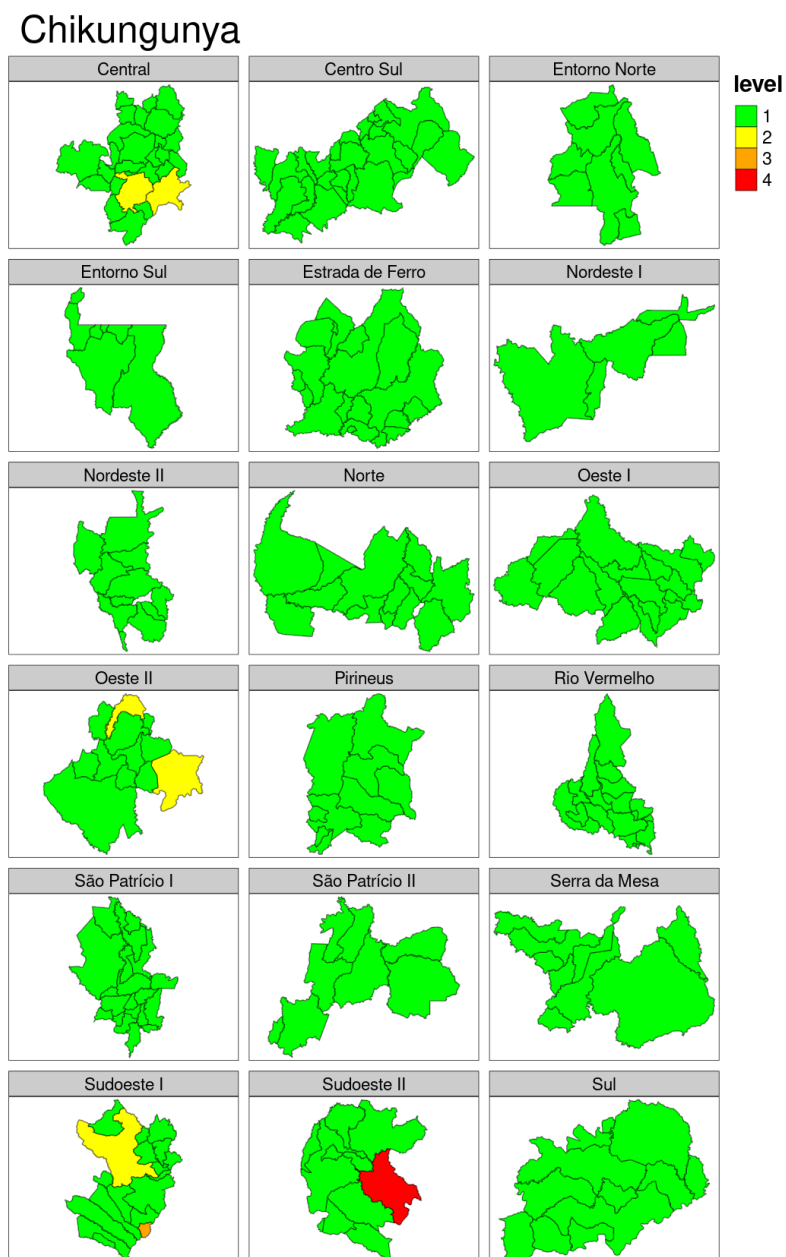 Chikungunya
Central
Centro Sul
Entorno Norte
level
1
2
3
4
Entorno Sul
Estrada de Ferro
Nordeste I
Nordeste II
Norte
Oeste I
Oeste II
Pirineus
Rio Vermelho
São Patrício I
São Patrício II
Serra da Mesa
Sudoeste I
Sudoeste II
Sul